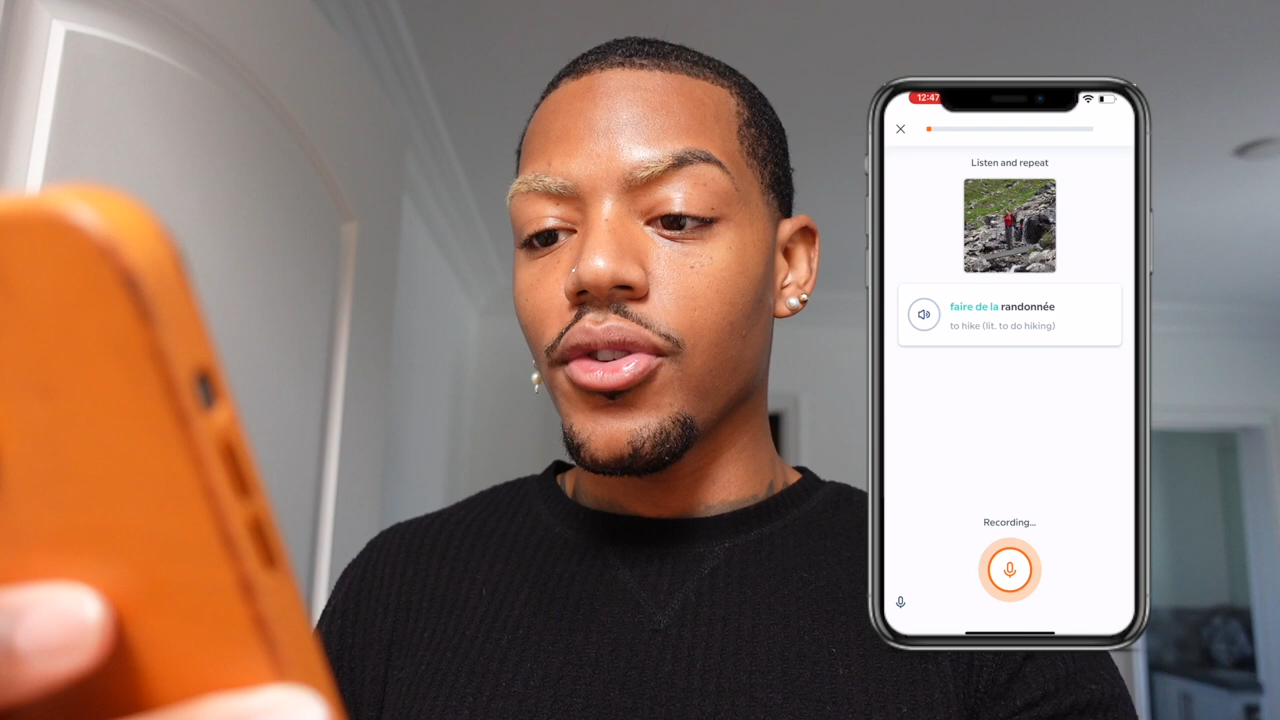 12:47
Listen and repeat
faire de la randonnée
to hike (lit. to do hiking)
Recording...